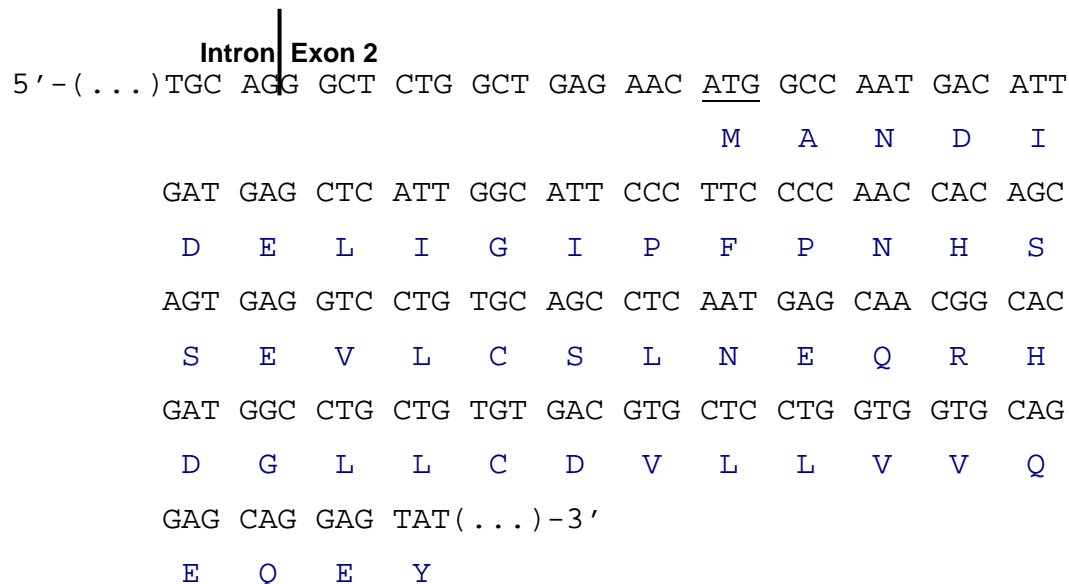 Intron Exon 2
5’-(...)TGC AGG GCT CTG GCT GAG AAC ATG GCC AAT GAC ATT
M A N D I
GAT GAG CTC ATT GGC ATT CCC TTC CCC AAC CAC AGC
D E L I G I P F P N H S
AGT GAG GTC CTG TGC AGC CTC AAT GAG CAA CGG CAC
S E V L C S L N E Q R H
GAT GGC CTG CTG TGT GAC GTG CTC CTG GTG GTG CAG
D G L L C D V L L V V Q
GAG CAG GAG TAT(...)-3’
E Q E Y